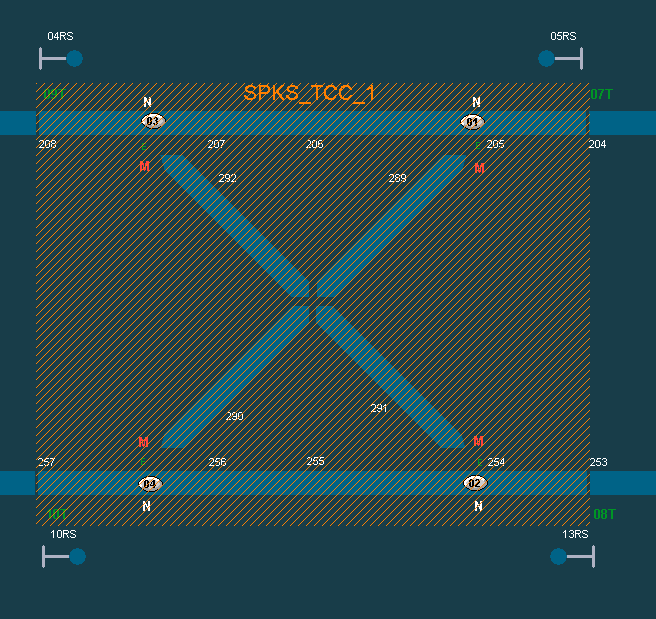 04RS 05RS
09T SPKS_TCC_1 07T
N N
03 01
208 E 207 206 E 205 204
M M
292 289
290 291
M M
257 E 256 255 E 254 253
04 02
N N
10T 08T
10RS 13RS